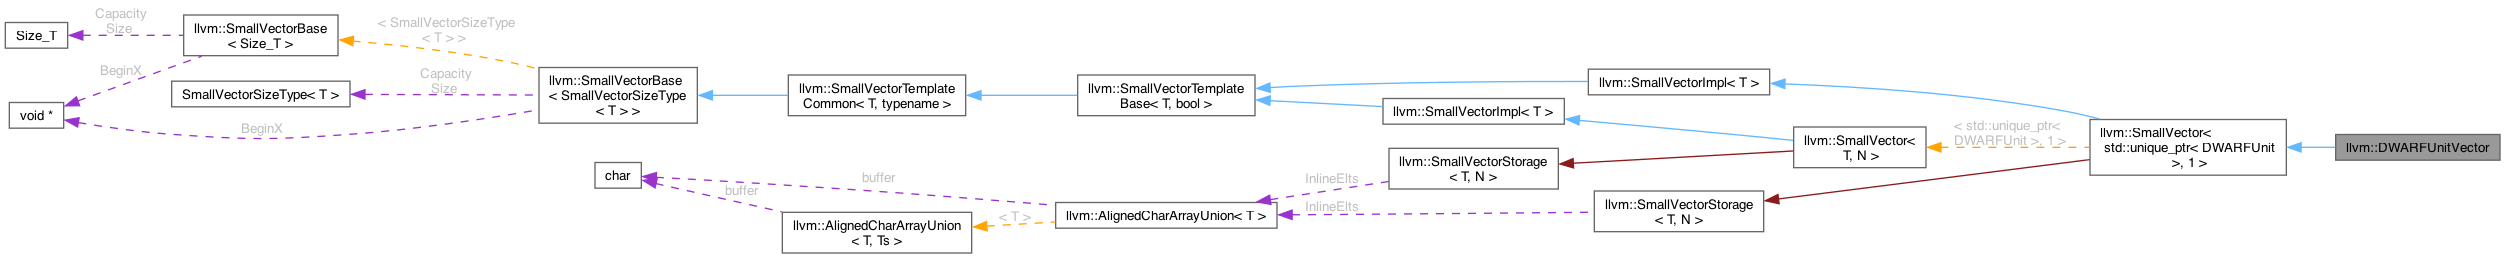 Size_T
Capacity
Size
llvm::SmallVectorBase
< Size_T >
< SmallVectorSizeType
< T > >
BeginX
SmallVectorSizeType< T >
Capacity
Size
void *
BeginX
llvm::SmallVectorBase
< SmallVectorSizeType
< T > >
llvm::SmallVectorTemplate
Common< T, typename >
llvm::SmallVectorTemplate
Base< T, bool >
llvm::SmallVectorImpl< T >
llvm::SmallVectorImpl< T >
llvm::SmallVector<
T, N >
< std::unique_ptr<
DWARFUnit >, 1 >
llvm::SmallVector<
std::unique_ptr< DWARFUnit
>, 1 >
llvm::DWARFUnitVector
char
buffer
buffer
llvm::AlignedCharArrayUnion
< T, Ts >
< T >
llvm::AlignedCharArrayUnion< T >
InlineElts
InlineElts
llvm::SmallVectorStorage
< T, N >
llvm::SmallVectorStorage
< T, N >